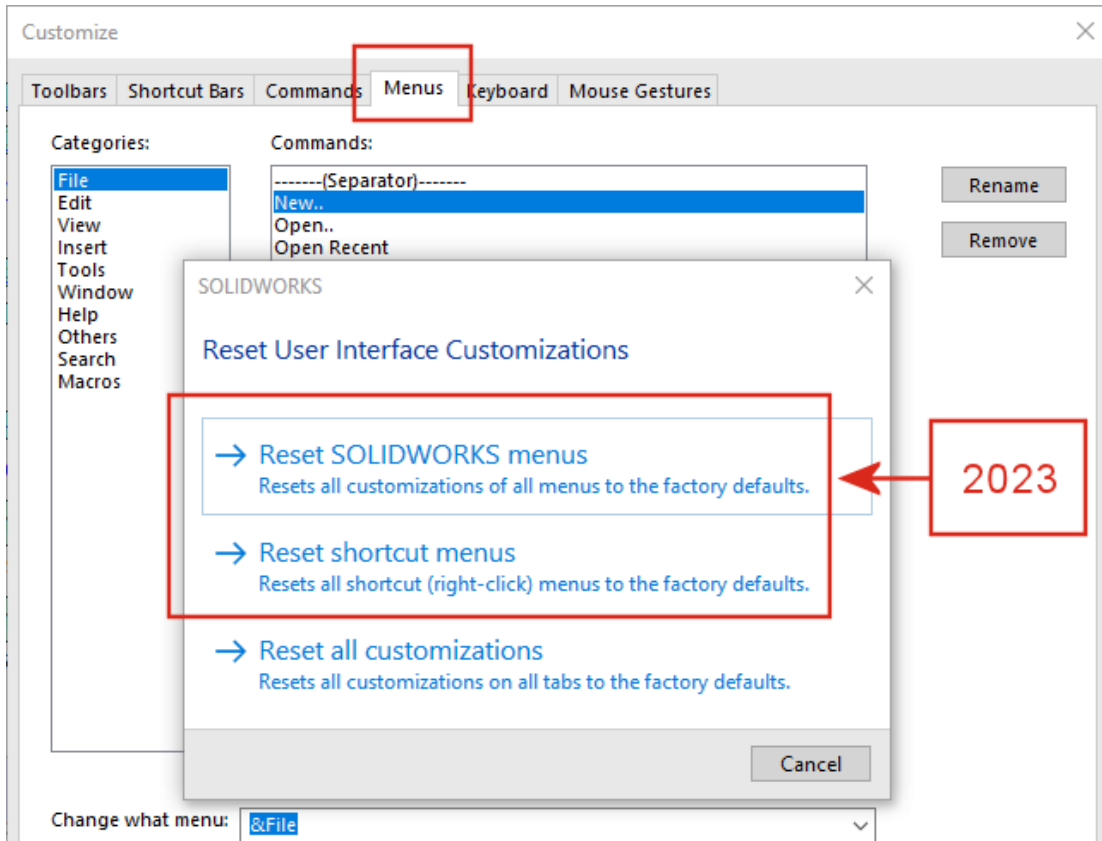 Customize
Toolbars Shortcut Bars Commands Menus Keyboard Mouse Gestures
Categories: Commands:
File -------(Separator)------- Rename
Edit New..
View Open.. Remove
Insert Open Recent
Tools
Window
Help
Others
Search
Macros
SOLIDWORKS
Reset User Interface Customizations
Reset SOLIDWORKS menus
Resets all customizations of all menus to the factory defaults.
2023
Reset shortcut menus
Resets all shortcut (right-click) menus to the factory defaults.
Reset all customizations
Resets all customizations on all tabs to the factory defaults.
Cancel
Change what menu: &File